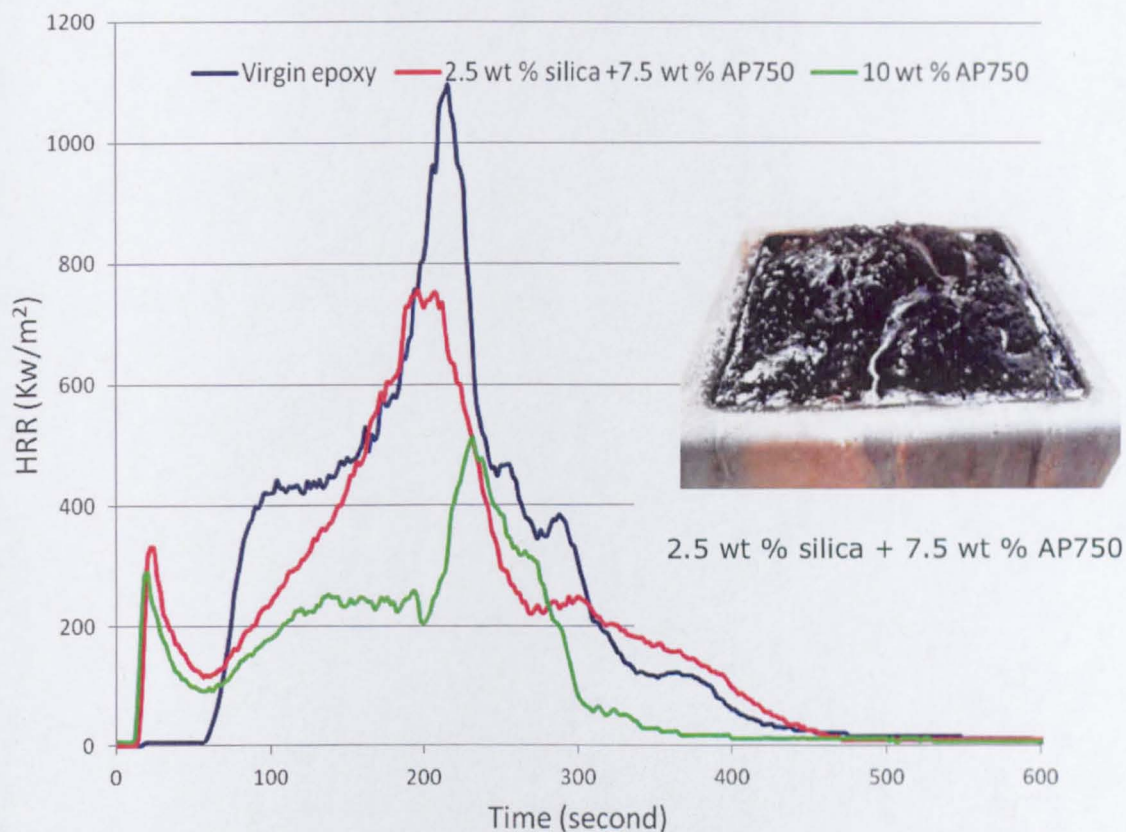 1200
Virgin epoxy 2.5 wt % silica +7.5 wt % AP750 10 wt % AP750
1000
800
600
400
200
0
HRR (Kw/m²)
2.5 wt % silica + 7.5 wt % AP750
0 100 200 300 400 500 600
Time (second)